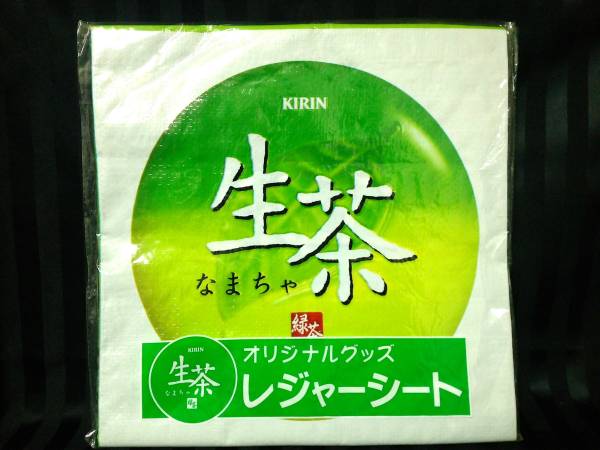 KIRIN
生茶
なまちゃ
緑茶
KIRIN
生茶
なまちゃ
オリジナルグッズ
レジャーシート